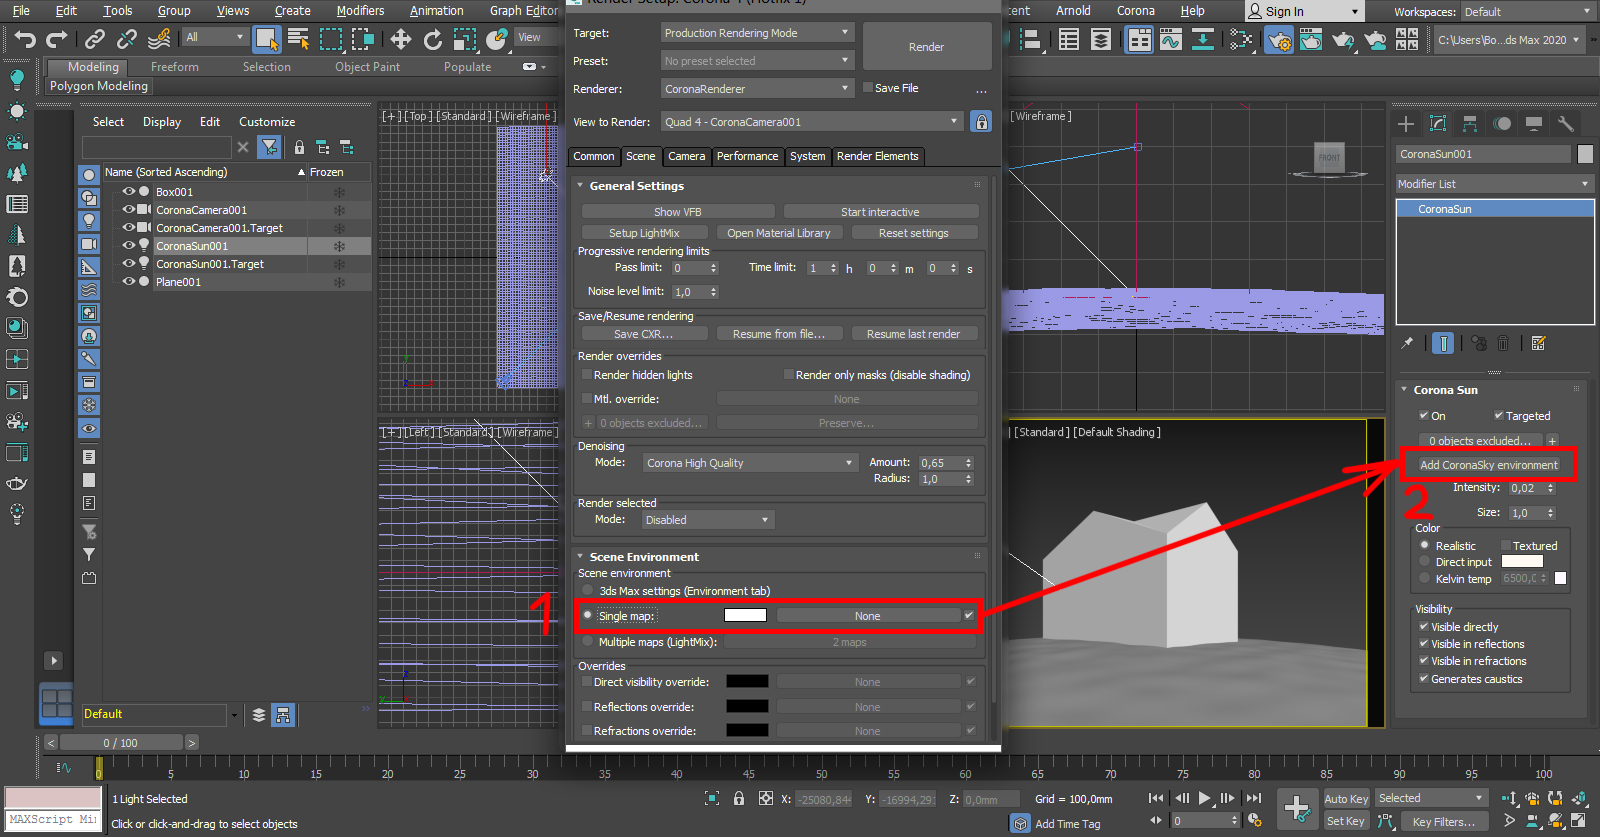 Render Setup: Corona 4 (Hotfix 1)
File Edit Tools Group Views Create Modifiers Animation Graph Editor
Arnold Corona Help Sign In Workspaces: Default
All View
C:\Users\Bo...ds Max 2020
Modeling Freeform Selection Object Paint Populate
Polygon Modeling
Select Display Edit Customize
Name (Sorted Ascending) Frozen
Box001
CoronaCamera001
CoronaCamera001.Target
CoronaSun001
CoronaSun001.Target
Plane001
Default
[+][Top][Standard][Wireframe]
[+][Left][Standard][Wireframe]
Target: Production Rendering Mode
Render
Preset: No preset selected
Renderer: CoronaRenderer Save File ...
View to Render: Quad 4 - CoronaCamera001
Common Scene Camera Performance System Render Elements
General Settings
Show VFB Start interactive
Setup LightMix Open Material Library Reset settings
Progressive rendering limits
Pass limit: 0 Time limit: 1 h 0 m 0 s
Noise level limit: 1,0
Save/Resume rendering
Save CXR... Resume from file... Resume last render
Render overrides
Render hidden lights Render only masks (disable shading)
Mtl. override: None
+ 0 objects excluded... Preserve...
Denoising
Mode: Corona High Quality Amount: 0,65
Radius: 1,0
Render selected
Mode: Disabled
Scene Environment
Scene environment
3ds Max settings (Environment tab)
1
Single map: None
Multiple maps (LightMix): 2 maps
Overrides
Direct visibility override: None
Reflections override: None
Refractions override: None
[Wireframe]
FRONT
[Standard][Default Shading]
CoronaSun001
Modifier List
CoronaSun
Corona Sun
On Targeted
0 objects excluded... +
Add CoronaSky environment
2
Intensity: 0,02
Size: 1,0
Color
Realistic Textured
Direct input
Kelvin temp 6500,0
Visibility
Visible directly
Visible in reflections
Visible in refractions
Generates caustics
< 0 / 100 >
0 5 10 15 20 25 30 35 40 45 50 55 60 65 70 75 80 85 90 95 100
1 Light Selected X: -25080,844 Y: -16994,291 Z: 0,0mm Grid = 100,0mm
Auto Key Selected
MAXScript Mi
Click or click-and-drag to select objects
Add Time Tag
0
Set Key Key Filters...